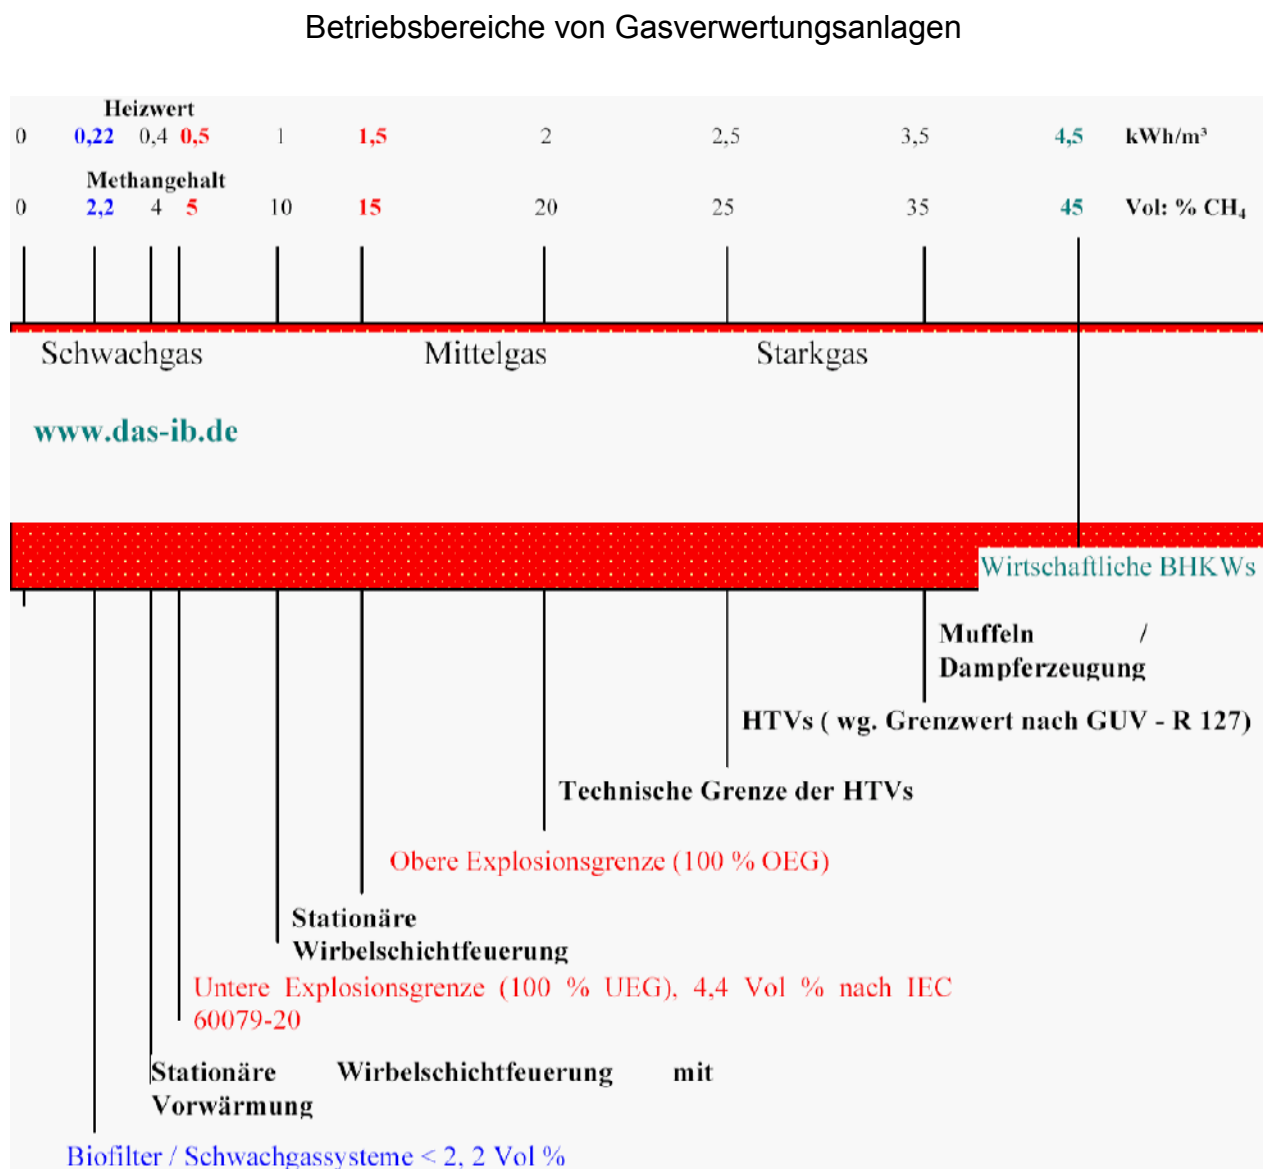 Betriebsbereiche von Gasverwertungsanlagen
Heizwert
0 0,22 0,4 0,5 1 1,5 2 2,5 3,5 4,5 kWh/m³
Methangehalt
0 2,2 4 5 10 15 20 25 35 45 Vol: % CH₄
Schwachgas Mittelgas Starkgas
www.das-ib.de
Wirtschaftliche BHKWs
Muffeln /
Dampferzeugung
HTVs ( wg. Grenzwert nach GUV - R 127)
Technische Grenze der HTVs
Obere Explosionsgrenze (100 % OEG)
Stationäre
Wirbelschichtfeuerung
Untere Explosionsgrenze (100 % UEG), 4,4 Vol % nach IEC
60079-20
Stationäre Wirbelschichtfeuerung mit
Vorwärmung
Biofilter / Schwachgassysteme < 2, 2 Vol %